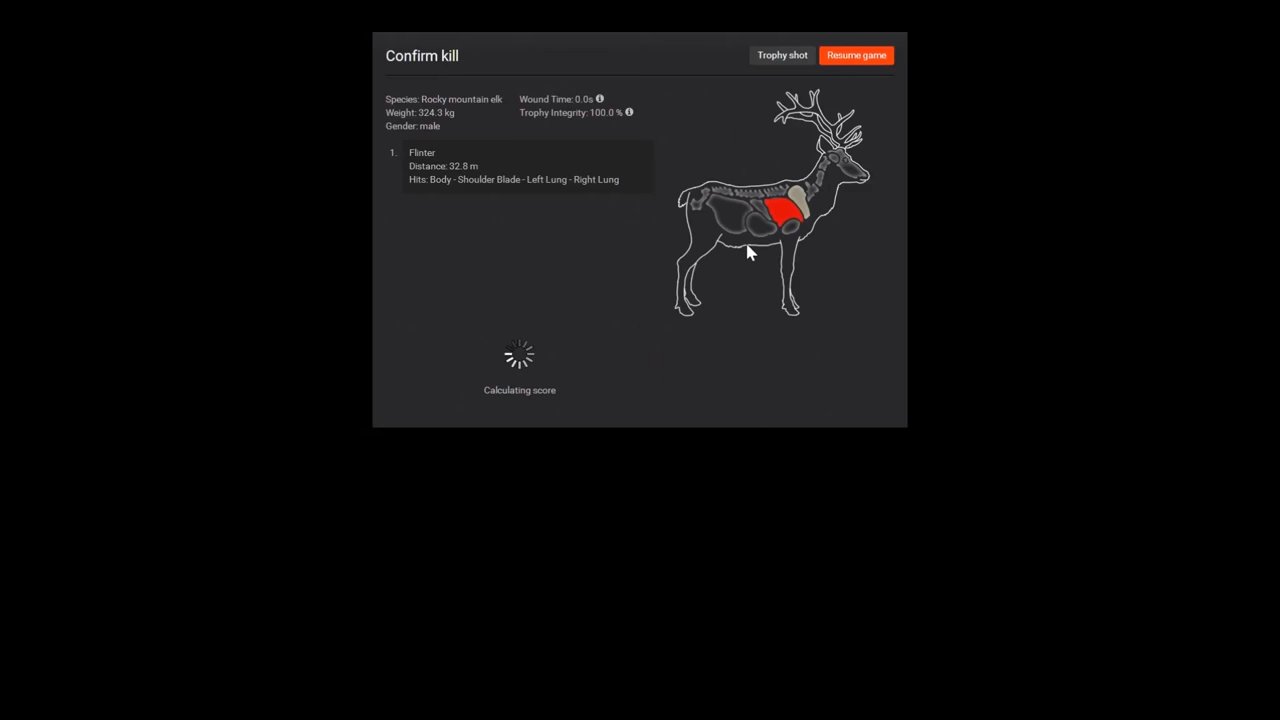 Confirm kill
Trophy shot
Resume game
Species: Rocky mountain elk
Weight: 324.3 kg
Gender: male
Wound Time: 0.0s
Trophy Integrity: 100.0 %
1.
Flinter
Distance: 32.8 m
Hits: Body - Shoulder Blade - Left Lung - Right Lung
Calculating score